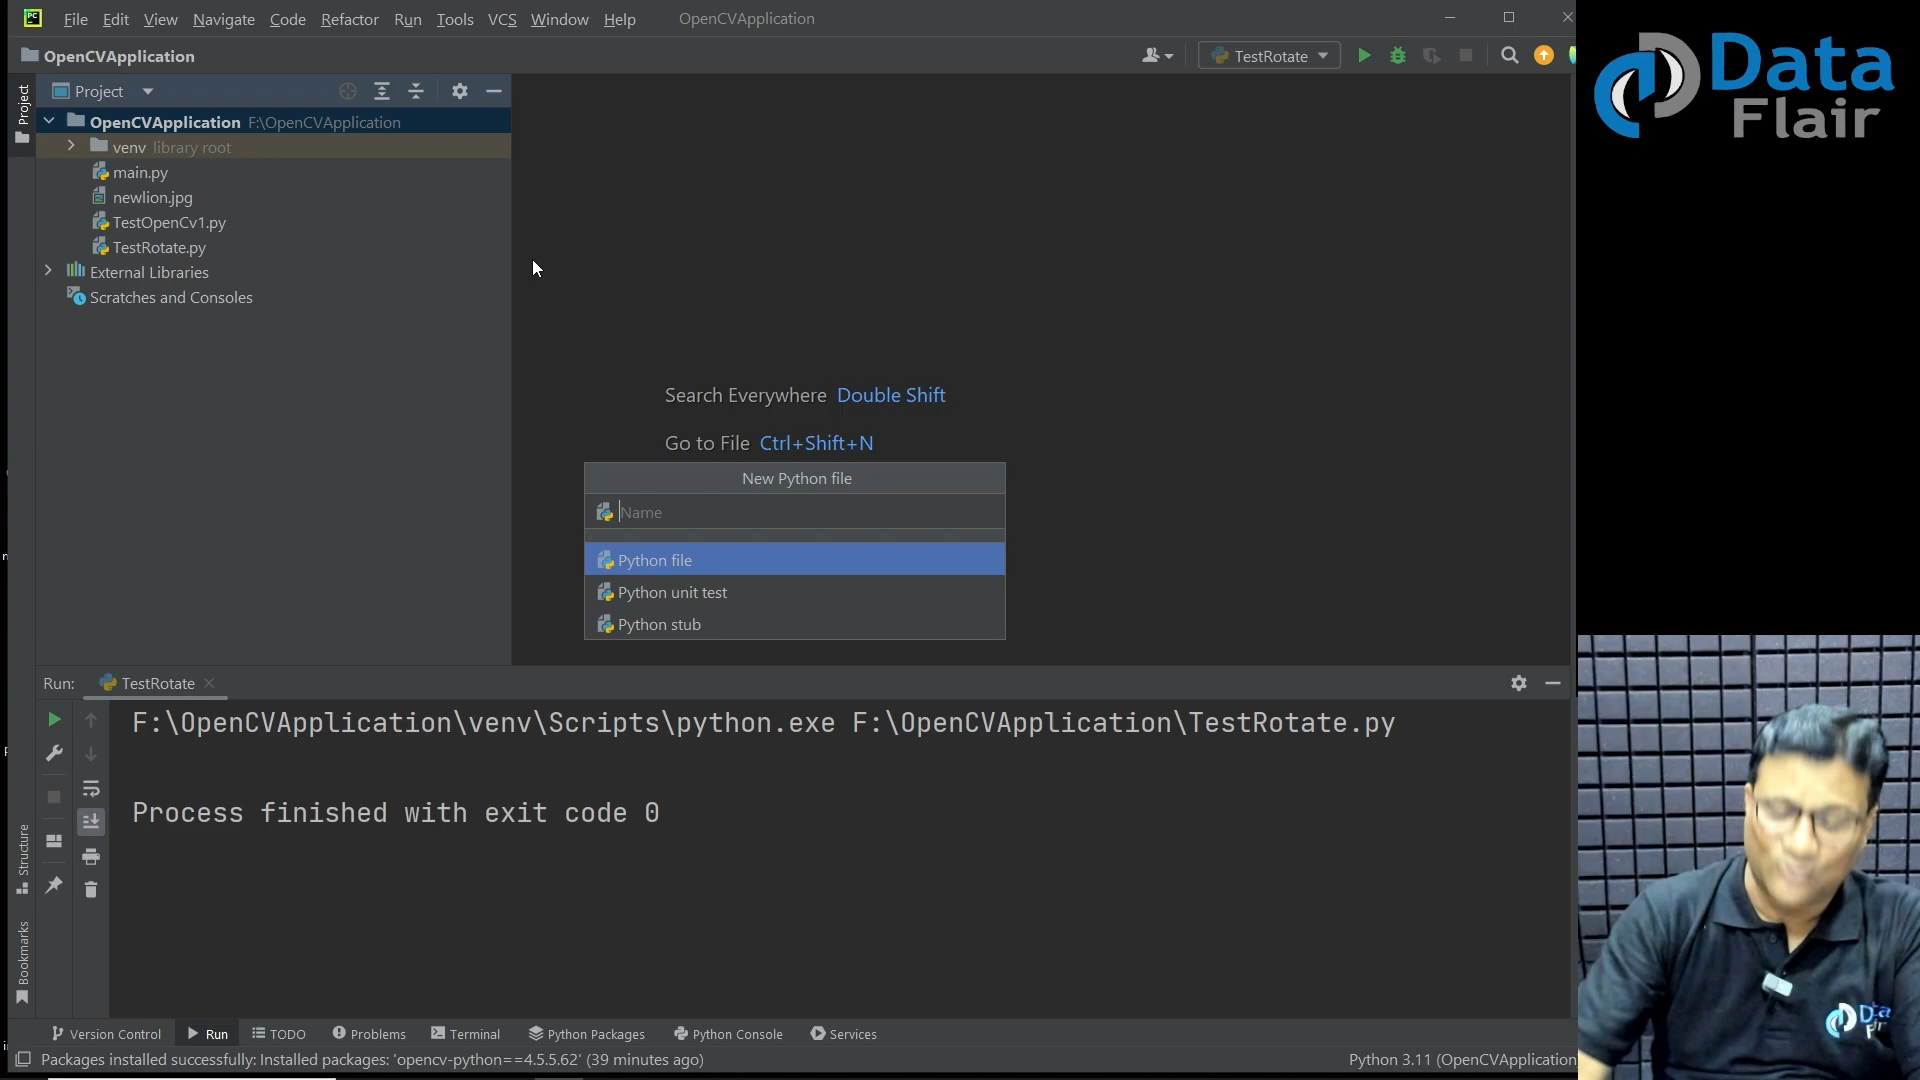 PC File Edit View Navigate Code Refactor Run Tools VCS Window Help OpenCVApplication
OpenCVApplication
TestRotate
Project
Project
OpenCVApplication F:\OpenCVApplication
venv library root
main.py
newlion.jpg
TestOpenCv1.py
TestRotate.py
External Libraries
Scratches and Consoles
Search Everywhere Double Shift
Go to File Ctrl+Shift+N
New Python file
Name
Python file
Python unit test
Python stub
Run: TestRotate
F:\OpenCVApplication\venv\Scripts\python.exe F:\OpenCVApplication\TestRotate.py
Process finished with exit code 0
Structure
Bookmarks
Version Control Run TODO Problems Terminal Python Packages Python Console Services
Packages installed successfully: Installed packages: 'opencv-python==4.5.5.62' (39 minutes ago)
Python 3.11 (OpenCVApplication
Data
Flair